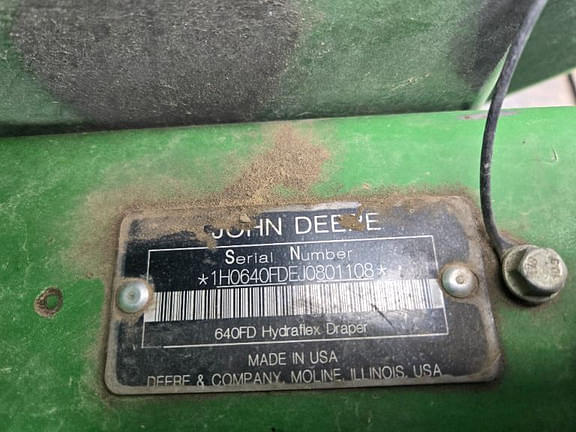 JOHN DEERE
Serial Number
*1H0640FDEJ0801108*
640FD Hydraflex Draper
MADE IN USA
DEERE & COMPANY, MOLINE, ILLINOIS, USA